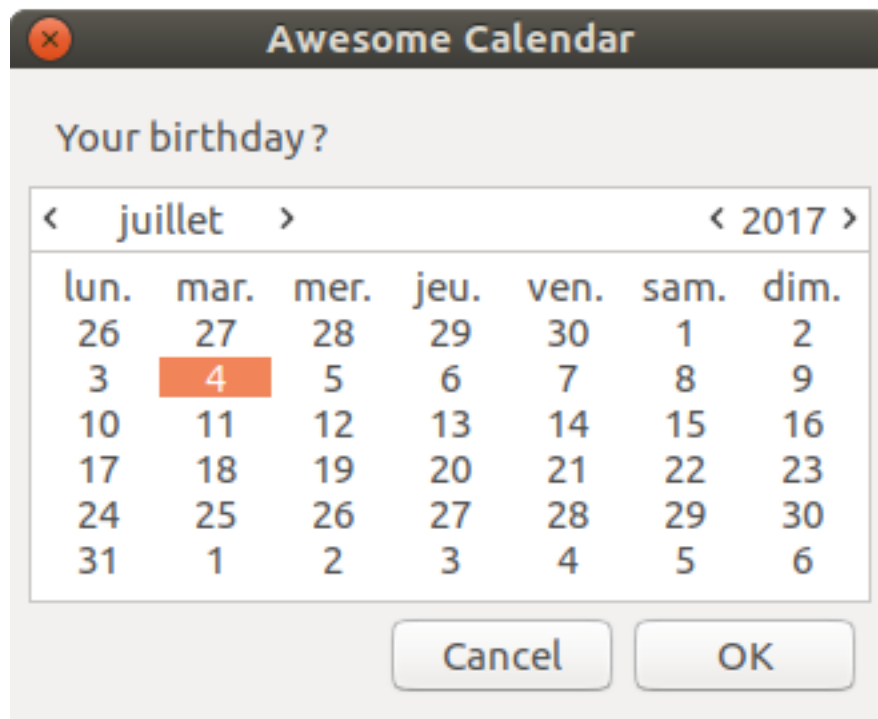 Awesome Calendar
Your birthday ?
< juillet > < 2017 >
lun. mar. mer. jeu. ven. sam. dim.
26 27 28 29 30 1 2
3 4 5 6 7 8 9
10 11 12 13 14 15 16
17 18 19 20 21 22 23
24 25 26 27 28 29 30
31 1 2 3 4 5 6
Cancel OK